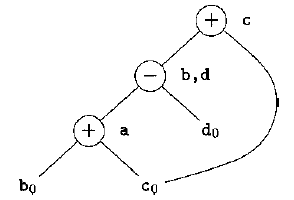 + c
− b,d
+ a d₀
b₀ c₀